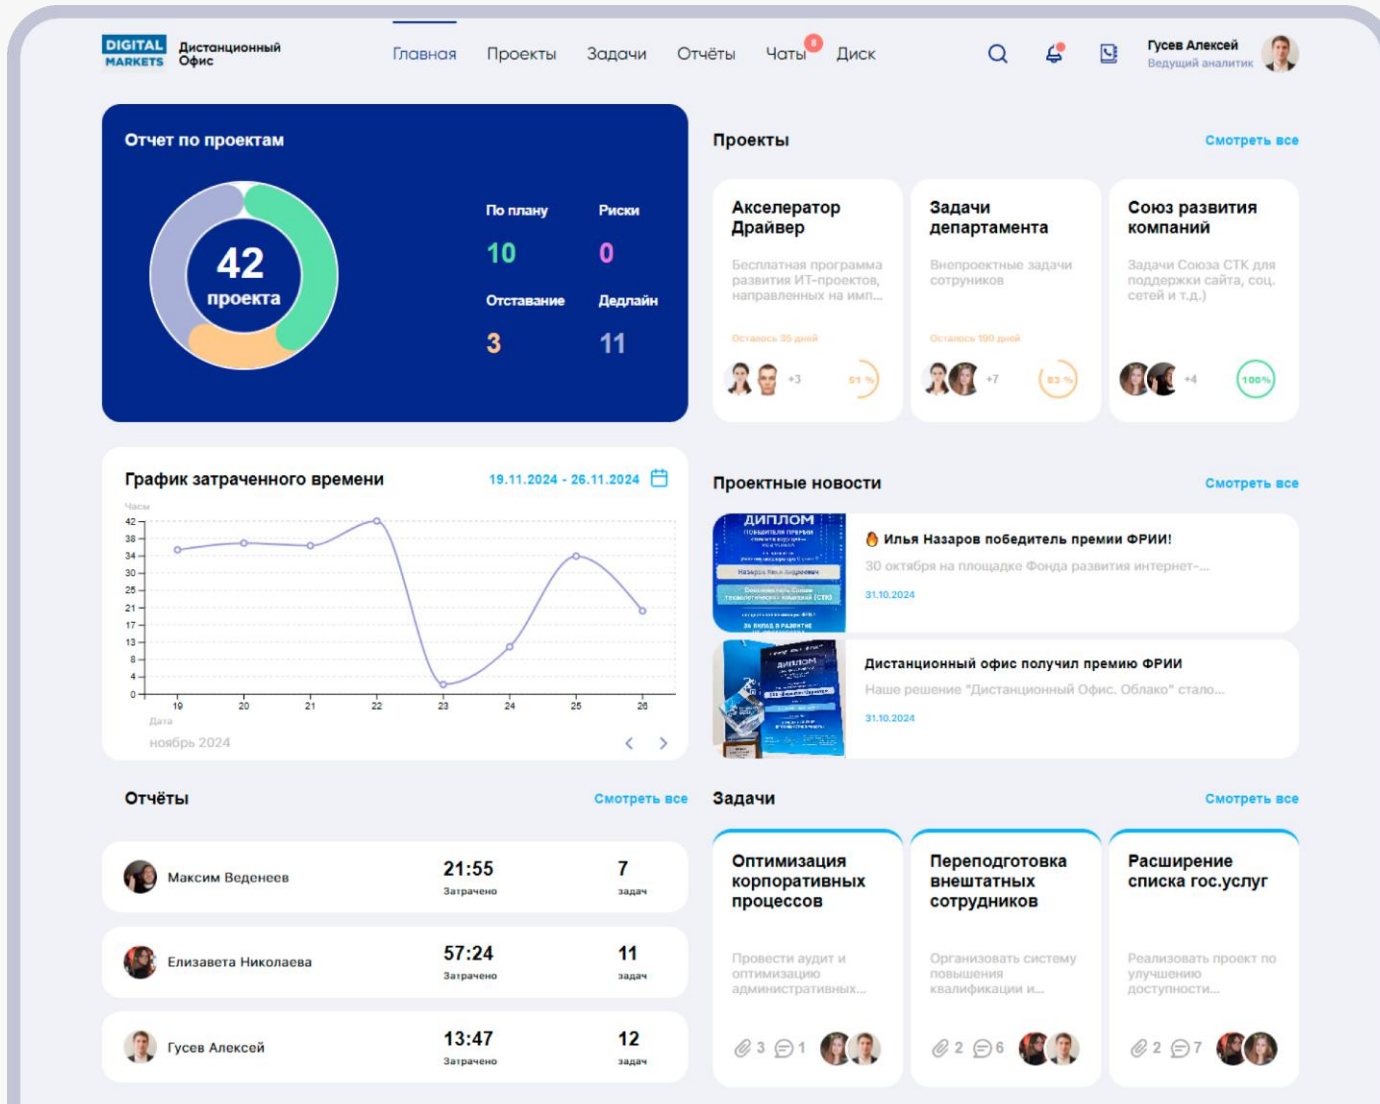 DIGITAL
MARKETS
Дистанционный
Офис
Главная
Проекты
Задачи
Отчёты
Чаты
8
Диск
Гусев Алексей
Ведущий аналитик
Отчет по проектам
42
проекта
По плану
Риски
10
0
Отставание
Дедлайн
3
11
Проекты
Смотреть все
Акселератор
Драйвер
Бесплатная программа
развития ИТ-проектов,
направленных на имп...
Осталось 35 дней
+3
51 %
Задачи
департамента
Внепроектные задачи
сотруников
Осталось 190 дней
+7
83 %
Союз развития
компаний
Задачи Союза СТК для
поддержки сайта, соц.
сетей и т.д.)
+4
100%
График затраченного времени
19.11.2024 - 26.11.2024
Часы
42
38
34
30
25
21
17
13
8
4
0
19
20
21
22
23
24
25
26
Дата
ноябрь 2024
Проектные новости
Смотреть все
ДИПЛОМ
ПОБЕДИТЕЛЯ ПРЕМИИ
Назаров Илья Андреевич
ЗА ВКЛАД В РАЗВИТИЕ
Илья Назаров победитель премии ФРИИ!
30 октября на площадке Фонда развития интернет-...
31.10.2024
ДИПЛОМ
Дистанционный офис получил премию ФРИИ
Наше решение "Дистанционный Офис. Облако" стало...
31.10.2024
Отчёты
Смотреть все
Максим Веденеев
21:55
Затрачено
7
задач
Елизавета Николаева
57:24
Затрачено
11
задач
Гусев Алексей
13:47
Затрачено
12
задач
Задачи
Смотреть все
Оптимизация
корпоративных
процессов
Провести аудит и
оптимизацию
административных...
3
1
Переподготовка
внештатных
сотрудников
Организовать систему
повышения
квалификации и...
2
6
Расширение
списка гос.услуг
Реализовать проект по
улучшению
доступности...
2
7